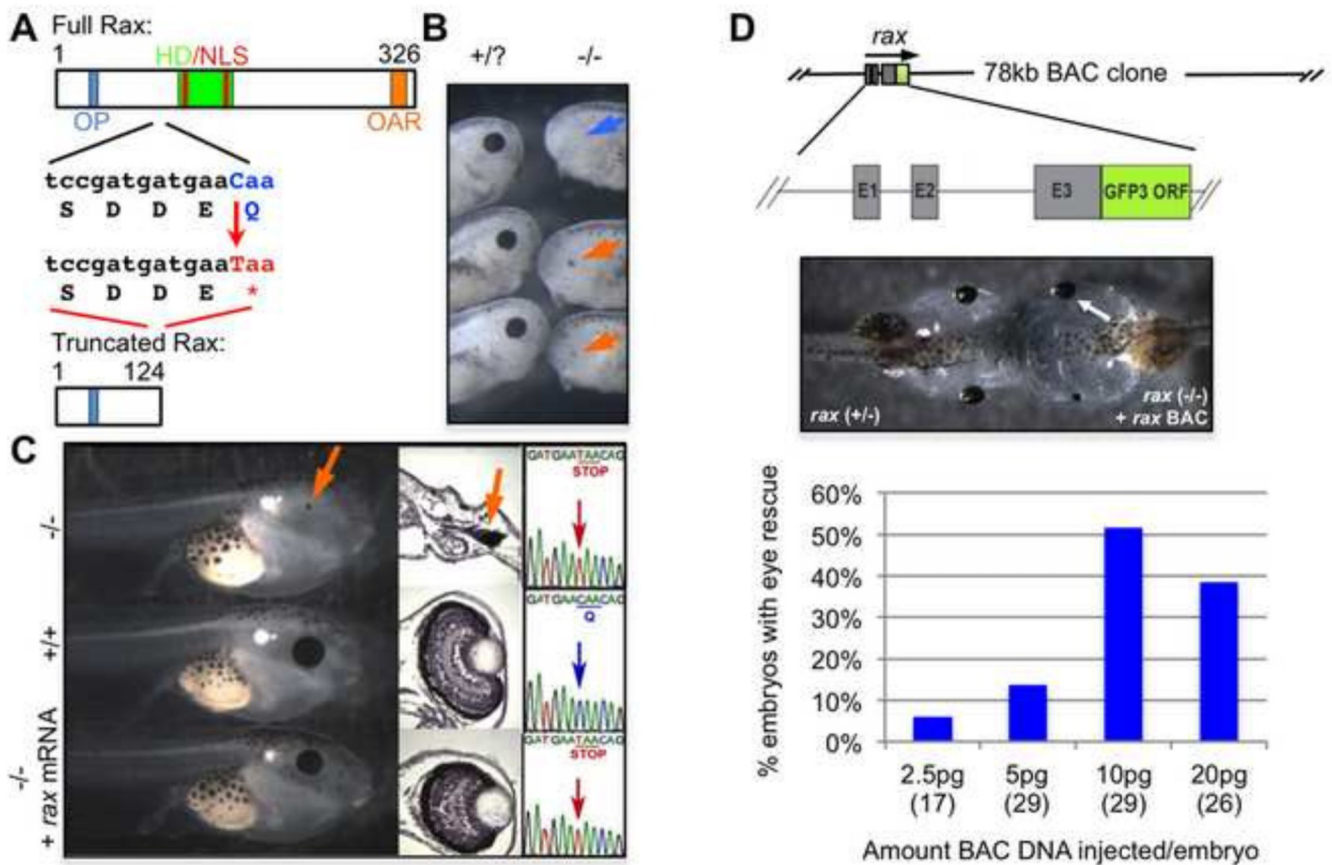 A
Full Rax:
1 HD/NLS 326
OP OAR
tccgatgatgaaCaa
S D D E Q
tccgatgatgaaTaa
S D D E *
Truncated Rax:
1 124
B
+/? -/-
C
-/-
GATGAATAACAG
STOP
+/+
GATGAACAACAG
Q
-/-
+ rax mRNA
GATGAATAACAG
STOP
D
rax
78kb BAC clone
E1 E2 E3 GFP3 ORF
rax (+/-)
rax (-/-)
+ rax BAC
% embryos with eye rescue
60%
50%
40%
30%
20%
10%
0%
2.5pg 5pg 10pg 20pg
(17) (29) (29) (26)
Amount BAC DNA injected/embryo